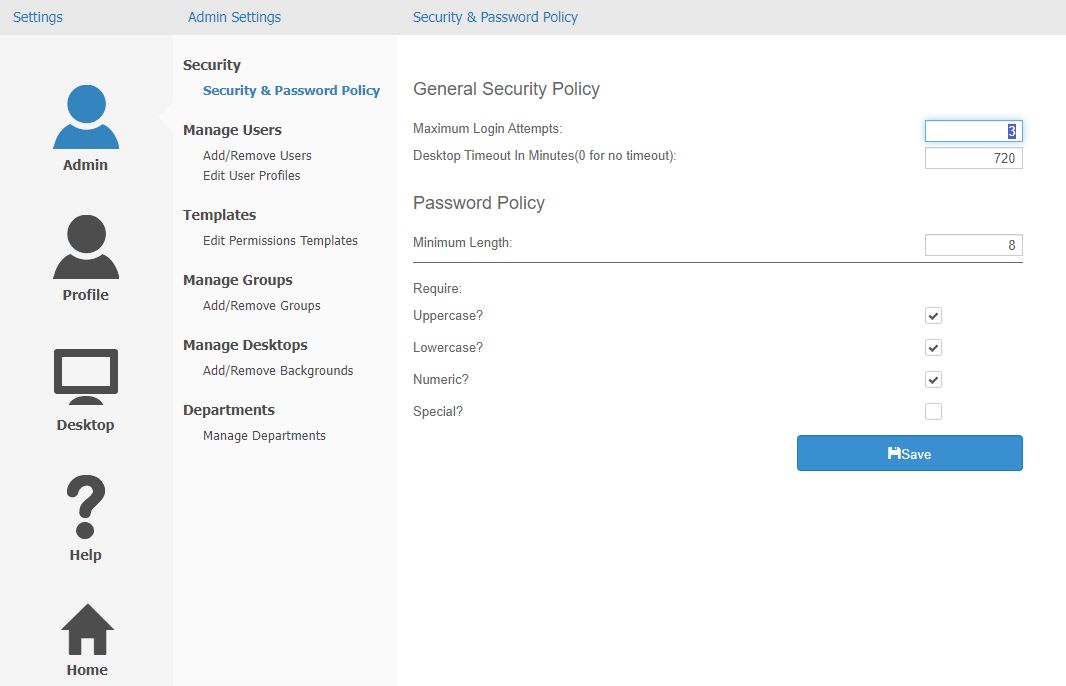 Settings
Admin Settings
Security & Password Policy
Admin
Profile
Desktop
Help
Home
Security
Security & Password Policy
Manage Users
Add/Remove Users
Edit User Profiles
Templates
Edit Permissions Templates
Manage Groups
Add/Remove Groups
Manage Desktops
Add/Remove Backgrounds
Departments
Manage Departments
General Security Policy
Maximum Login Attempts: 3
Desktop Timeout In Minutes(0 for no timeout): 720
Password Policy
Minimum Length: 8
Require:
Uppercase?
Lowercase?
Numeric?
Special?
Save